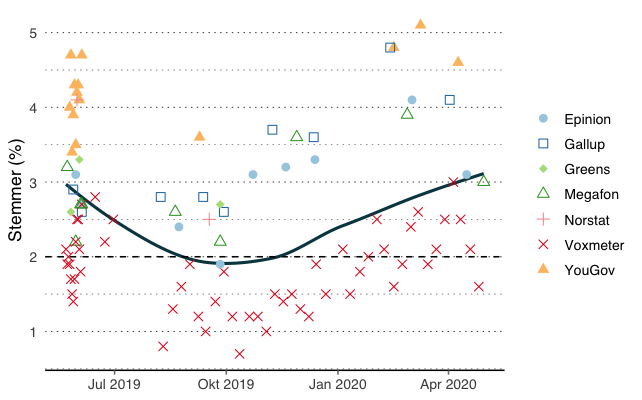 Stemmer (%)
5
4
3
2
1
Jul 2019
Okt 2019
Jan 2020
Apr 2020
Epinion
Gallup
Greens
Megafon
Norstat
Voxmeter
YouGov